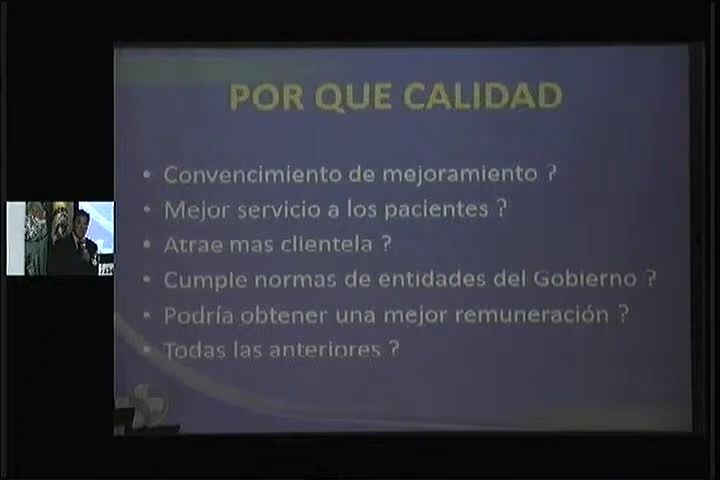 POR QUE CALIDAD
• Convencimiento de mejoramiento ?
• Mejor servicio a los pacientes ?
• Atrae mas clientela ?
• Cumple normas de entidades del Gobierno ?
• Podría obtener una mejor remuneración ?
• Todas las anteriores ?